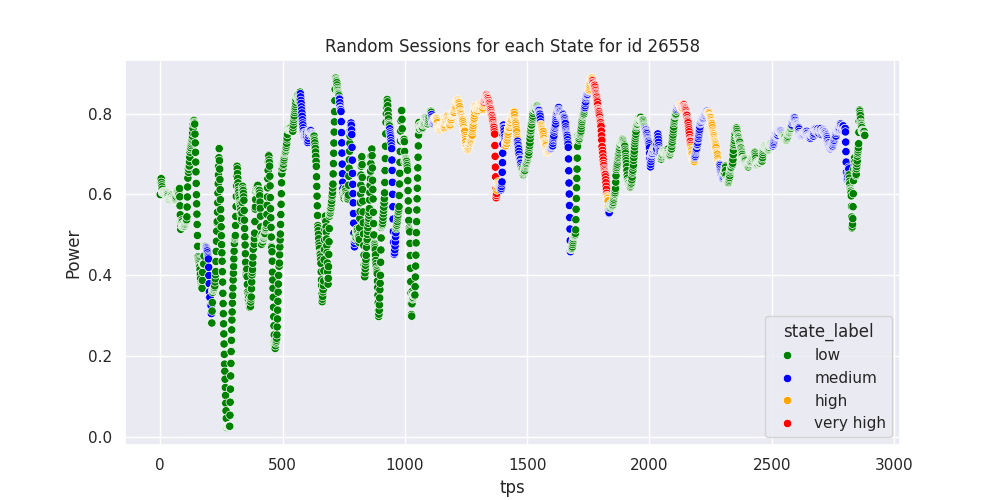 Random Sessions for each State for id 26558
Power
0.8
0.6
0.4
0.2
0.0
0
500
1000
1500
2000
2500
3000
tps
state_label
low
medium
high
very high